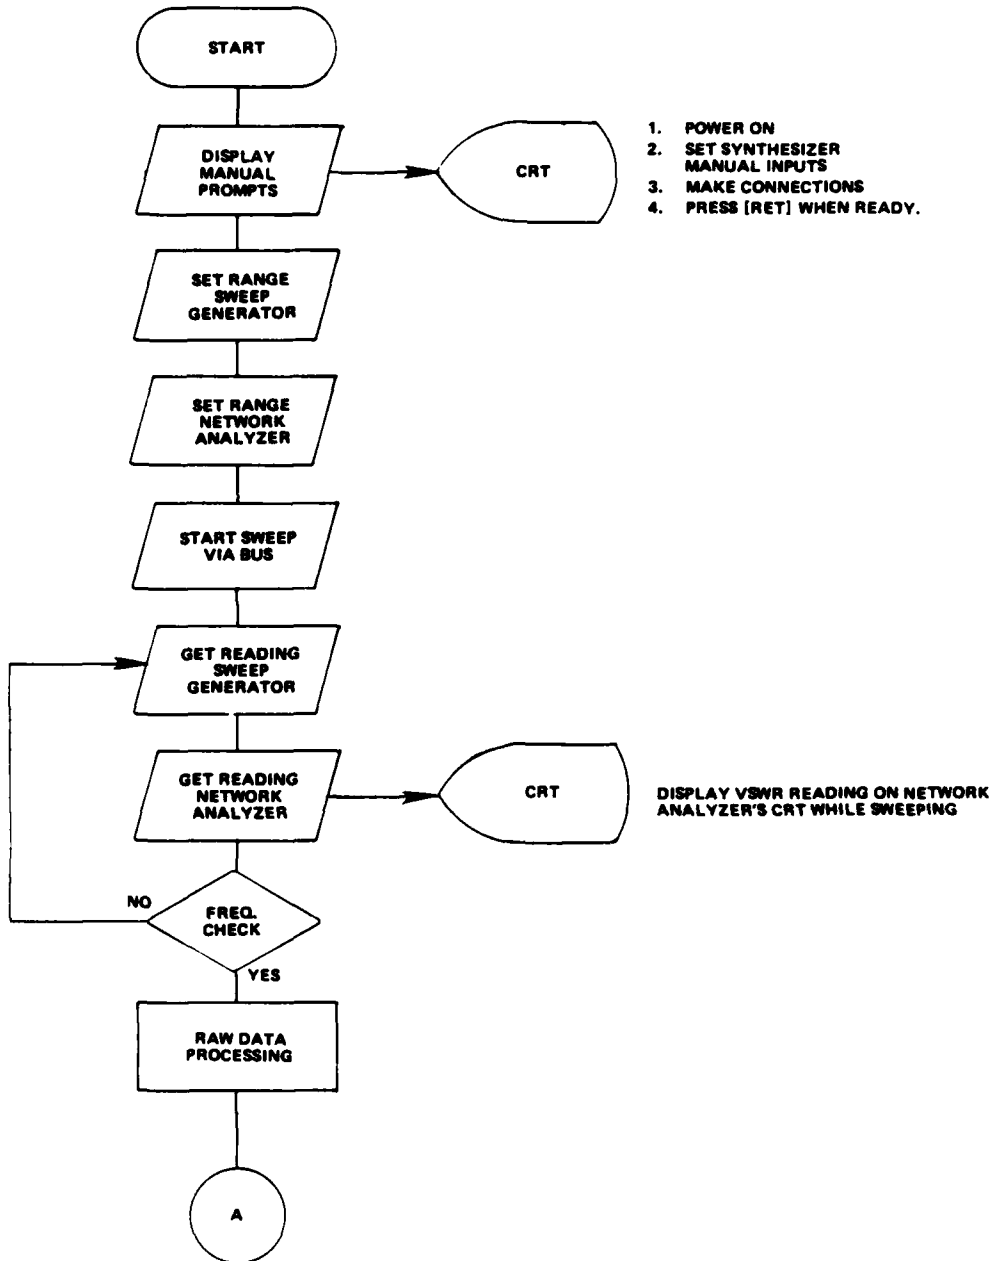 START
DISPLAY
MANUAL
PROMPTS
CRT
1. POWER ON
2. SET SYNTHESIZER
MANUAL INPUTS
3. MAKE CONNECTIONS
4. PRESS [RET] WHEN READY.
SET RANGE
SWEEP
GENERATOR
SET RANGE
NETWORK
ANALYZER
START SWEEP
VIA BUS
GET READING
SWEEP
GENERATOR
GET READING
NETWORK
ANALYZER
CRT
DISPLAY VSWR READING ON NETWORK
ANALYZER'S CRT WHILE SWEEPING
NO
FREQ.
CHECK
YES
RAW DATA
PROCESSING
A